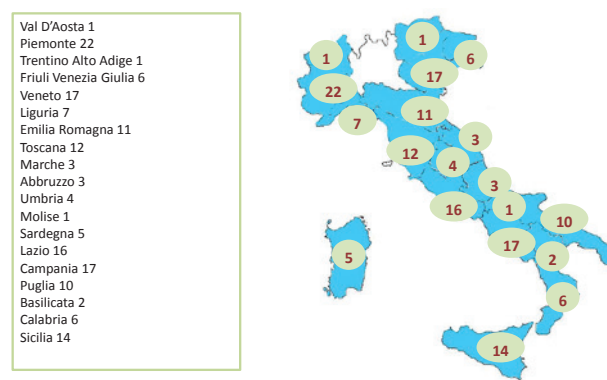 Val D’Aosta 1
Piemonte 22
Trentino Alto Adige 1
Friuli Venezia Giulia 6
Veneto 17
Liguria 7
Emilia Romagna 11
Toscana 12
Marche 3
Abbruzzo 3
Umbria 4
Molise 1
Sardegna 5
Lazio 16
Campania 17
Puglia 10
Basilicata 2
Calabria 6
Sicilia 14
1
1
6
17
22
11
7
3
12
4
3
16
1
10
17
2
5
6
14